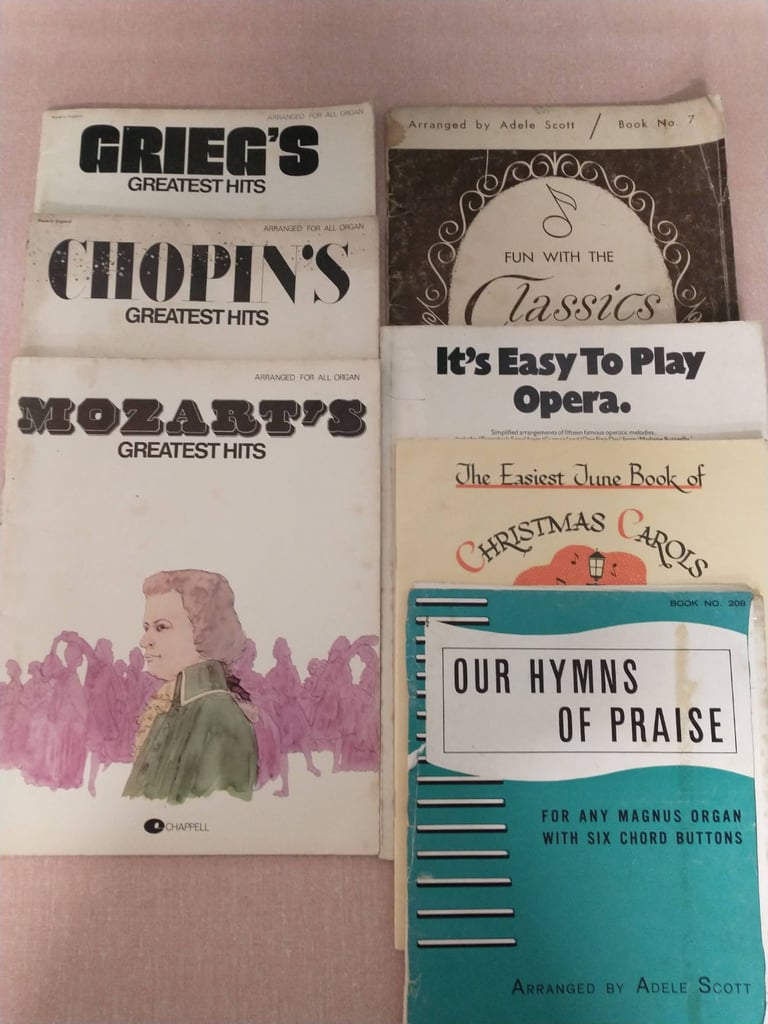 Made in England
ARRANGED FOR ALL ORGAN
GRIEG'S
GREATEST HITS
Made in England
ARRANGED FOR ALL ORGAN
CHOPIN'S
GREATEST HITS
ARRANGED FOR ALL ORGAN
MOZART'S
GREATEST HITS
CHAPPELL
Arranged by Adele Scott / Book No. 7
FUN WITH THE
Classics
It's Easy To Play
Opera.
Simplified arrangements of fifteen famous operatic melodies.
The Easiest Tune Book of
CHRISTMAS CAROLS
BOOK NO. 208
OUR HYMNS
OF PRAISE
FOR ANY MAGNUS ORGAN
WITH SIX CHORD BUTTONS
ARRANGED BY ADELE SCOTT